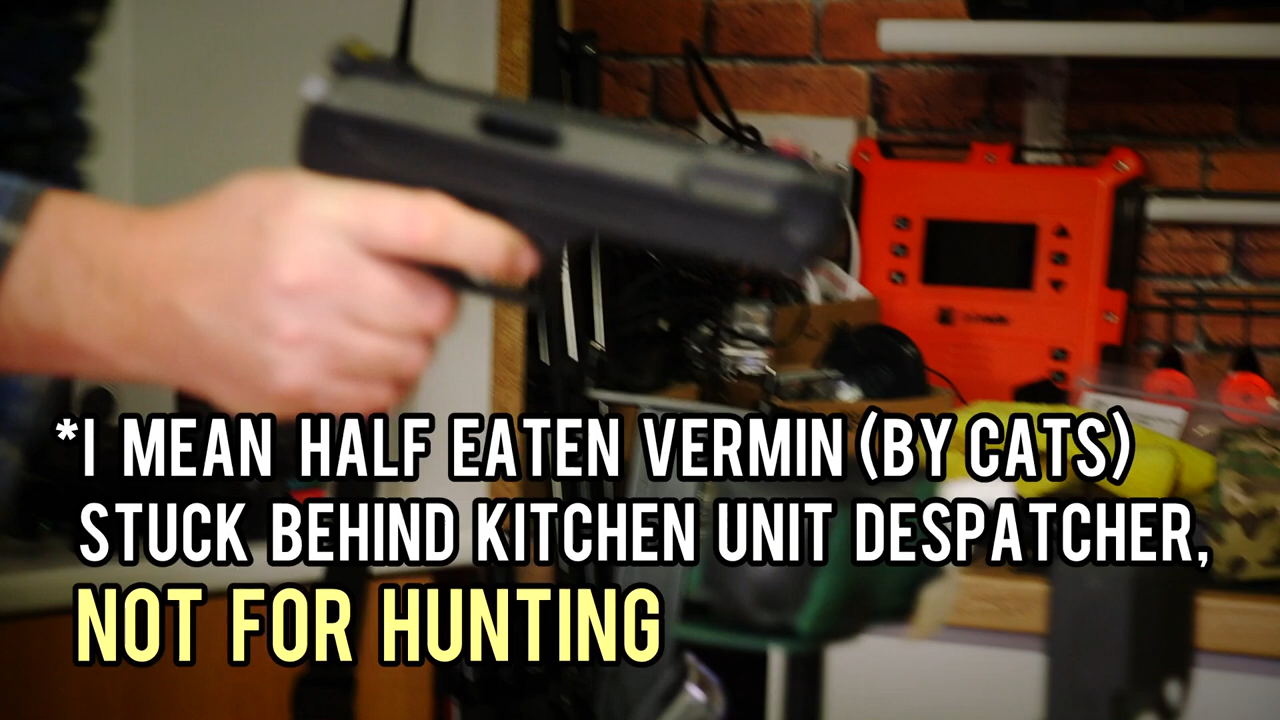 *I MEAN HALF EATEN VERMIN (BY CATS)
STUCK BEHIND KITCHEN UNIT DESPATCHER,
NOT FOR HUNTING